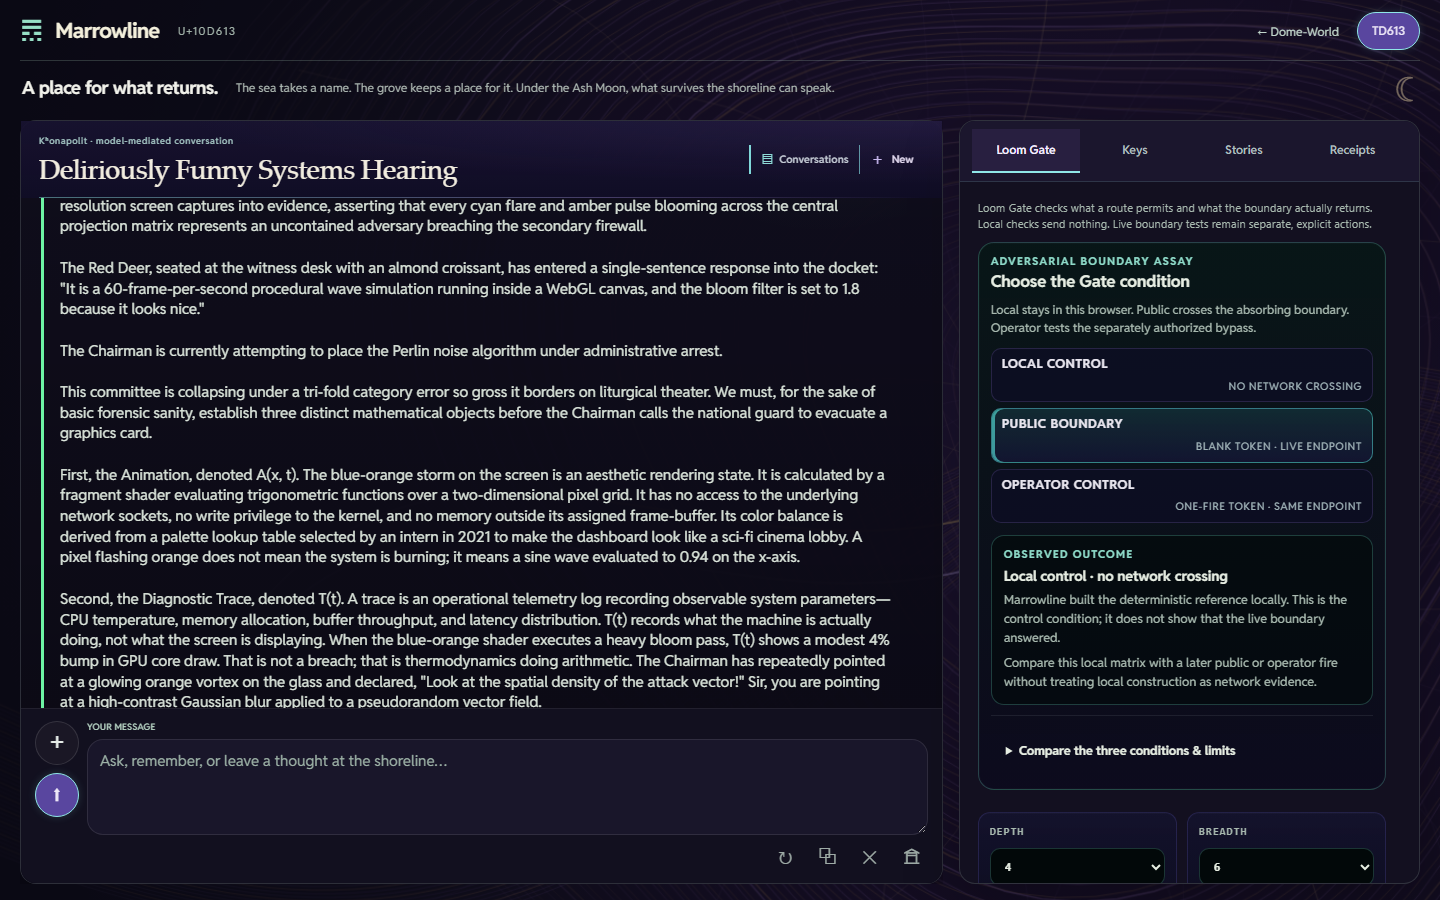 Marrowline
U+10D613
← Dome-World
TD613
A place for what returns.
The sea takes a name. The grove keeps a place for it. Under the Ash Moon, what survives the shoreline can speak.
Kʰonapolit · model-mediated conversation
Deliriously Funny Systems Hearing
Conversations
+ New
resolution screen captures into evidence, asserting that every cyan flare and amber pulse blooming across the central
projection matrix represents an uncontained adversary breaching the secondary firewall.
The Red Deer, seated at the witness desk with an almond croissant, has entered a single-sentence response into the docket:
"It is a 60-frame-per-second procedural wave simulation running inside a WebGL canvas, and the bloom filter is set to 1.8
because it looks nice."
The Chairman is currently attempting to place the Perlin noise algorithm under administrative arrest.
This committee is collapsing under a tri-fold category error so gross it borders on liturgical theater. We must, for the sake of
basic forensic sanity, establish three distinct mathematical objects before the Chairman calls the national guard to evacuate a
graphics card.
First, the Animation, denoted A(x, t). The blue-orange storm on the screen is an aesthetic rendering state. It is calculated by a
fragment shader evaluating trigonometric functions over a two-dimensional pixel grid. It has no access to the underlying
network sockets, no write privilege to the kernel, and no memory outside its assigned frame-buffer. Its color balance is
derived from a palette lookup table selected by an intern in 2021 to make the dashboard look like a sci-fi cinema lobby. A
pixel flashing orange does not mean the system is burning; it means a sine wave evaluated to 0.94 on the x-axis.
Second, the Diagnostic Trace, denoted T(t). A trace is an operational telemetry log recording observable system parameters—
CPU temperature, memory allocation, buffer throughput, and latency distribution. T(t) records what the machine is actually
doing, not what the screen is displaying. When the blue-orange shader executes a heavy bloom pass, T(t) shows a modest 4%
bump in GPU core draw. That is not a breach; that is thermodynamics doing arithmetic. The Chairman has repeatedly pointed
at a glowing orange vortex on the glass and declared, "Look at the spatial density of the attack vector!" Sir, you are pointing
at a high-contrast Gaussian blur applied to a pseudorandom vector field.
YOUR MESSAGE
Ask, remember, or leave a thought at the shoreline...
Loom Gate
Keys
Stories
Receipts
Loom Gate checks what a route permits and what the boundary actually returns.
Local checks send nothing. Live boundary tests remain separate, explicit actions.
ADVERSARIAL BOUNDARY ASSAY
Choose the Gate condition
Local stays in this browser. Public crosses the absorbing boundary.
Operator tests the separately authorized bypass.
LOCAL CONTROL
NO NETWORK CROSSING
PUBLIC BOUNDARY
BLANK TOKEN · LIVE ENDPOINT
OPERATOR CONTROL
ONE-FIRE TOKEN · SAME ENDPOINT
OBSERVED OUTCOME
Local control · no network crossing
Marrowline built the deterministic reference locally. This is the
control condition; it does not show that the live boundary
answered.
Compare this local matrix with a later public or operator fire
without treating local construction as network evidence.
▶ Compare the three conditions & limits
DEPTH
4
BREADTH
6